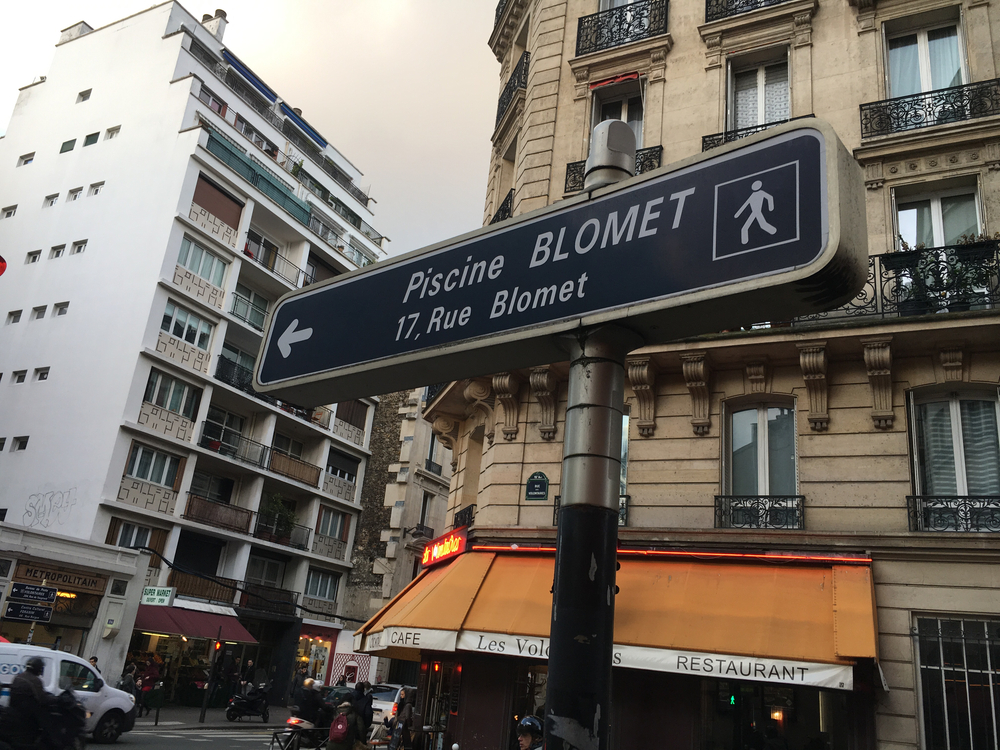 Piscine BLOMET
17, Rue Blomet
METROPOLITAIN
SUPER MARKET
CAFE
Les Vol
RESTAURANT